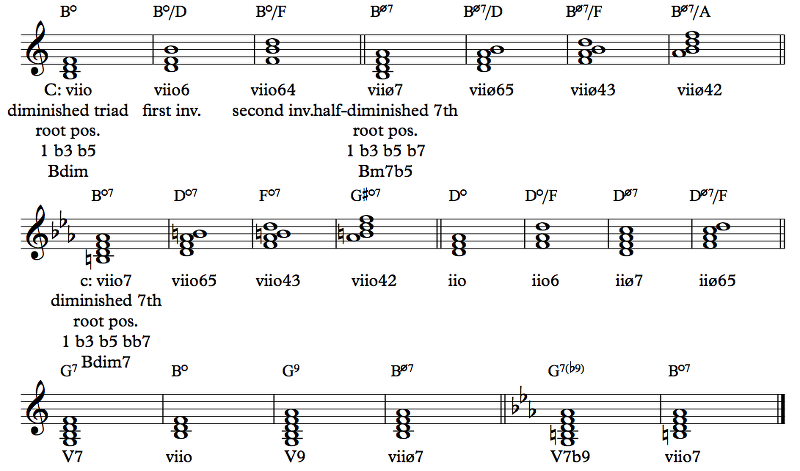 B° B°/D B°/F Bø7 Bø7/D Bø7/F Bø7/A
C: viio viio6 viio64 viiø7 viiø65 viiø43 viiø42
diminished triad first inv. second inv.half-diminished 7th
root pos. root pos.
1 b3 b5 1 b3 b5 b7
Bdim Bm7b5
B°7 D°7 F°7 G♯°7 D° D°/F Dø7 Dø7/F
c: viio7 viio65 viio43 viio42 iio iio6 iiø7 iiø65
diminished 7th
root pos.
1 b3 b5 bb7
Bdim7
G7 B° G9 Bø7 G7(♭9) B°7
V7 viio V9 viiø7 V7b9 viio7